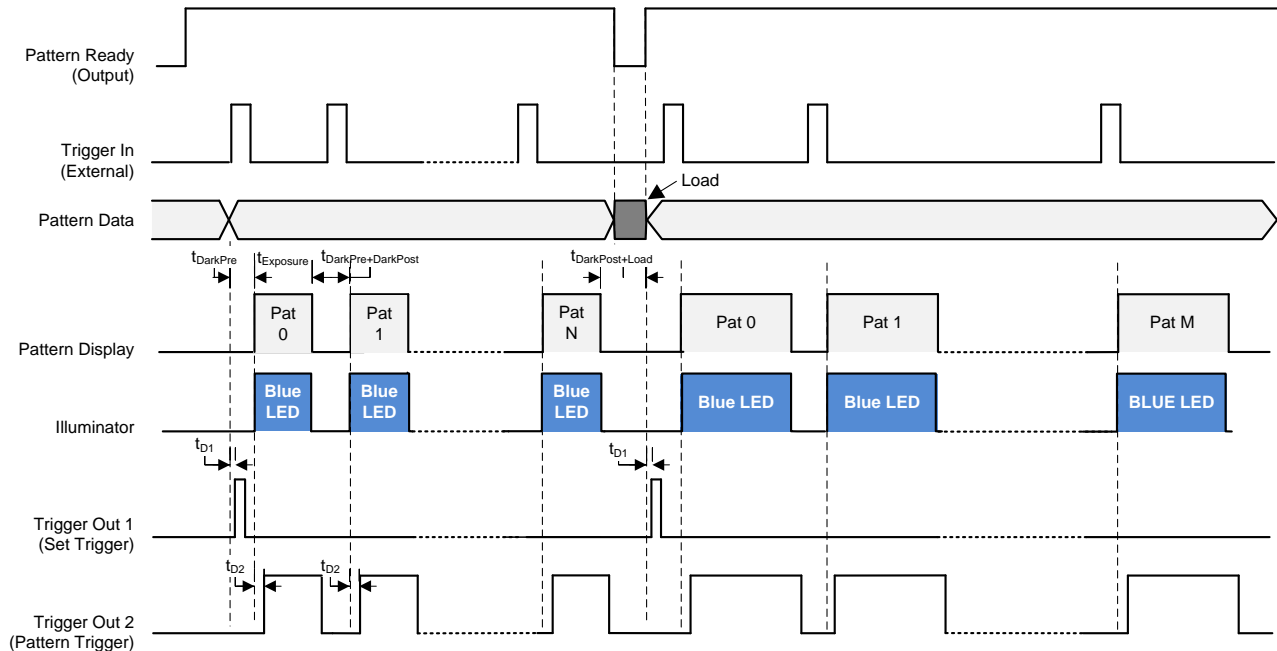 Pattern Ready
(Output)
Trigger In
(External)
Load
Pattern Data
tDarkPre
tExposure
tDarkPre+DarkPost
tDarkPost+Load
Pat
0
Pat
1
Pat
N
Pat 0
Pat 1
Pat M
Pattern Display
Blue
LED
Blue
LED
Blue
LED
Blue LED
Blue LED
BLUE LED
Illuminator
tD1
tD1
Trigger Out 1
(Set Trigger)
tD2
tD2
Trigger Out 2
(Pattern Trigger)